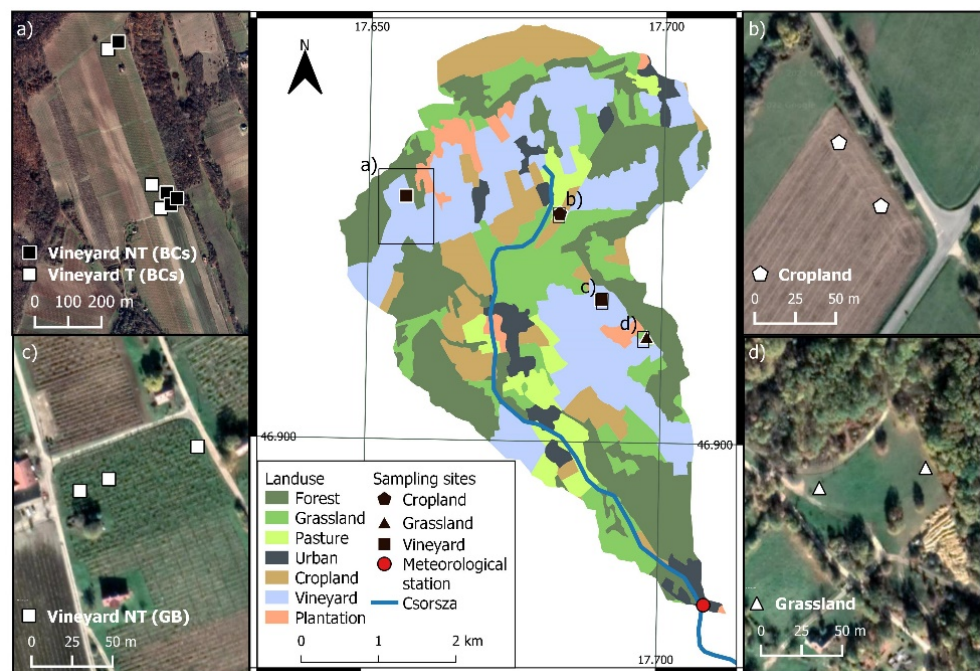 a)
Vineyard NT (BCs)
Vineyard T (BCs)
0 100 200 m
c)
Vineyard NT (GB)
0 25 50 m
17.650
17.700
N
a)
b)
c)
d)
46.900
46.900
Landuse
Forest
Grassland
Pasture
Urban
Cropland
Vineyard
Plantation
Sampling sites
Cropland
Grassland
Vineyard
Meteorological
station
Csorsza
0 1 2 km
17.700
b)
Cropland
0 25 50 m
d)
Grassland
0 25 50 m